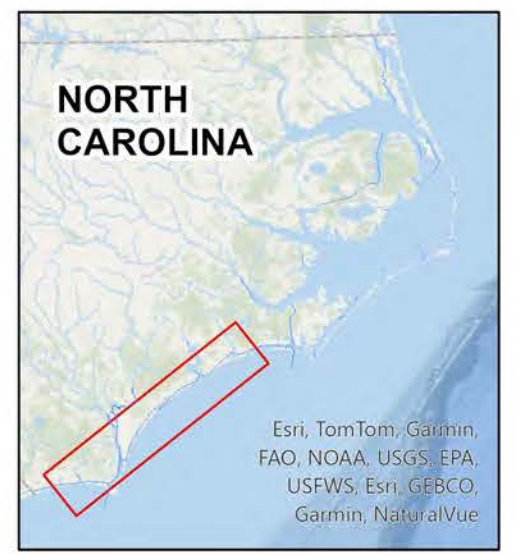 NORTH
CAROLINA
Esri, TomTom, Garmin,
FAO, NOAA, USGS, EPA,
USFWS, Esri, GEBCO,
Garmin, NaturalVue